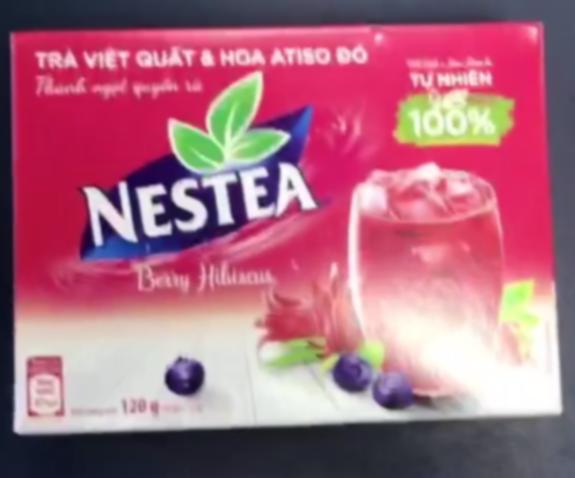 TRÀ VIỆT QUẤT & HOA ATISO ĐỎ
Thanh ngọt quyến rũ
TỰ NHIÊN
100%
NESTEA
Berry Hibiscus
120 g